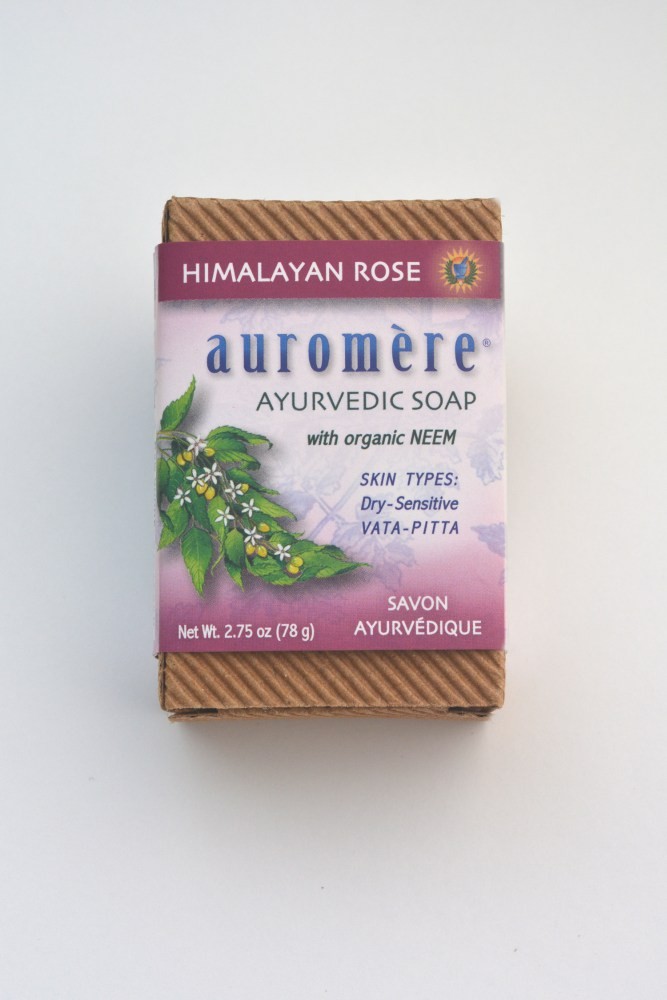 HIMALAYAN ROSE
auromère®
AYURVEDIC SOAP
with organic NEEM
SKIN TYPES:
Dry-Sensitive
VATA-PITTA
SAVON
AYURVÉDIQUE
Net Wt. 2.75 oz (78 g)